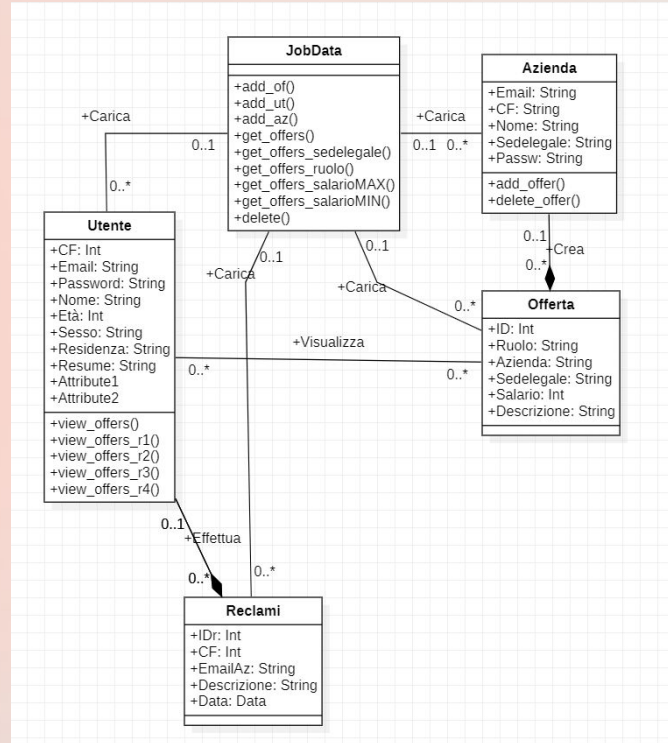 JobData
+add_of()
+add_ut()
+add_az()
+get_offers()
+get_offers_sedelegale()
+get_offers_ruolo()
+get_offers_salarioMAX()
+get_offers_salarioMIN()
+delete()
Azienda
+Email: String
+CF: String
+Nome: String
+Sedelegale: String
+Passw: String
+add_offer()
+delete_offer()
+Carica
0..1
0..*
+Carica
0..1 0..*
Utente
+CF: Int
+Email: String
+Password: String
+Nome: String
+Età: Int
+Sesso: String
+Residenza: String
+Resume: String
+Attribute1
+Attribute2
+view_offers()
+view_offers_r1()
+view_offers_r2()
+view_offers_r3()
+view_offers_r4()
0..1
+Carica
0..1
+Carica
0..*
0..1
+Crea
0..*
Offerta
+ID: Int
+Ruolo: String
+Azienda: String
+Sedelegale: String
+Salario: Int
+Descrizione: String
+Visualizza
0..*
0..*
0..1
+Effettua
0..*
0..*
Reclami
+IDr: Int
+CF: Int
+EmailAz: String
+Descrizione: String
+Data: Data